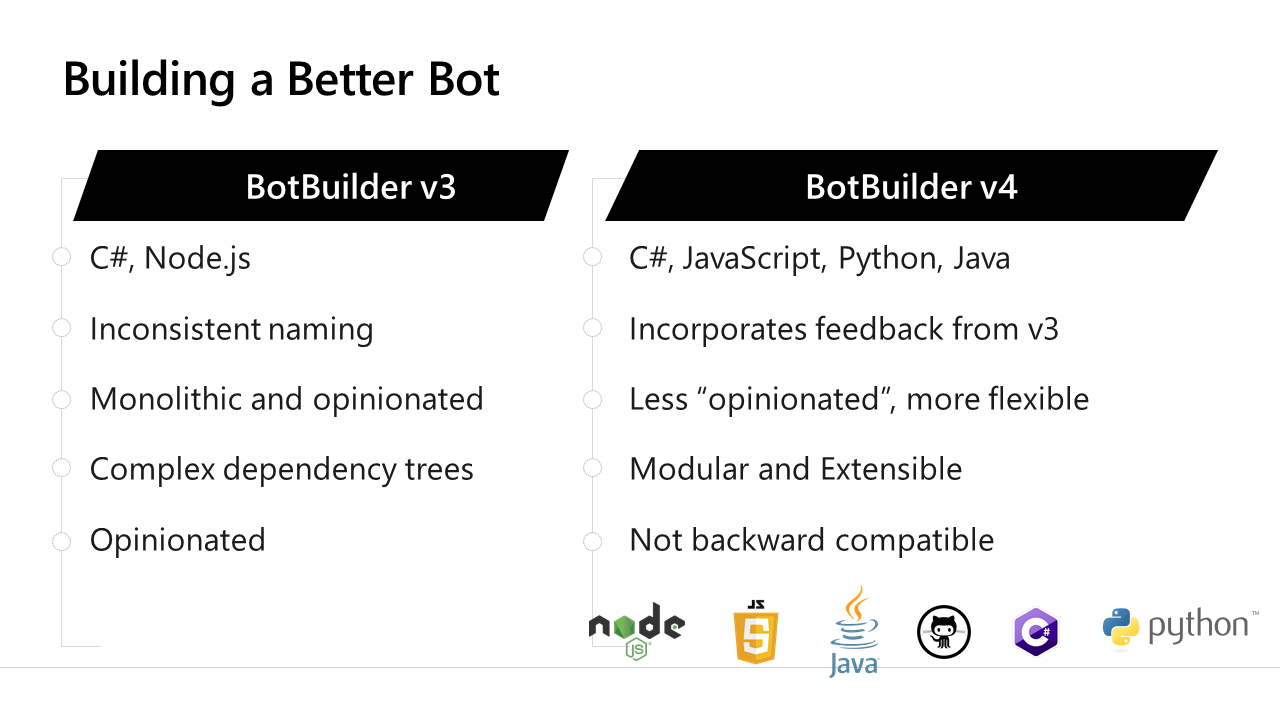 Building a Better Bot
BotBuilder v3
C#, Node.js
Inconsistent naming
Monolithic and opinionated
Complex dependency trees
Opinionated
BotBuilder v4
C#, JavaScript, Python, Java
Incorporates feedback from v3
Less “opinionated”, more flexible
Modular and Extensible
Not backward compatible
node
JS
JS
5
Java
C#
python™